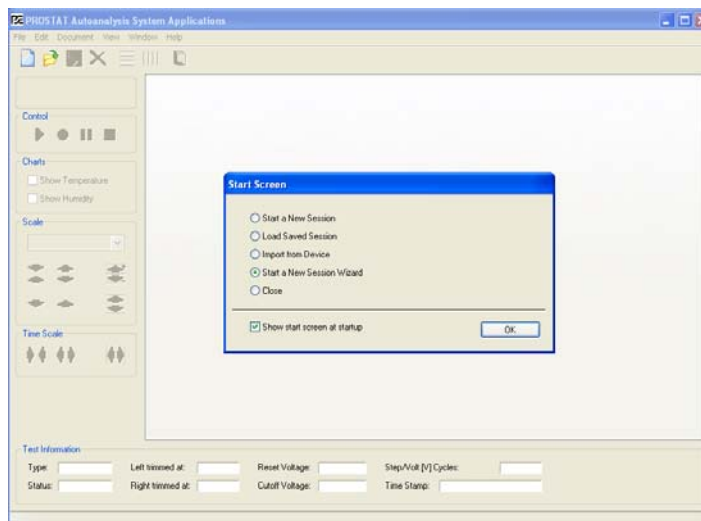 PROSTAT Autoanalysis System Applications
File Edit Document View Window Help
Control
Charts
Show Temperature
Show Humidity
Scale
Time Scale
Start Screen
Start a New Session
Load Saved Session
Import from Device
Start a New Session Wizard
Close
Show start screen at startup
OK
Test Information
Type: Left trimmed at: Reset Voltage: Step/Volt [V] Cycles:
Status: Right trimmed at: Cutoff Voltage: Time Stamp: